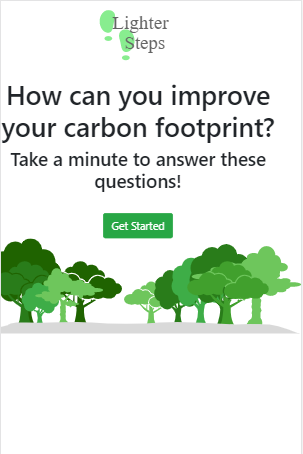 Lighter
Steps
How can you improve
your carbon footprint?
Take a minute to answer these
questions!
Get Started